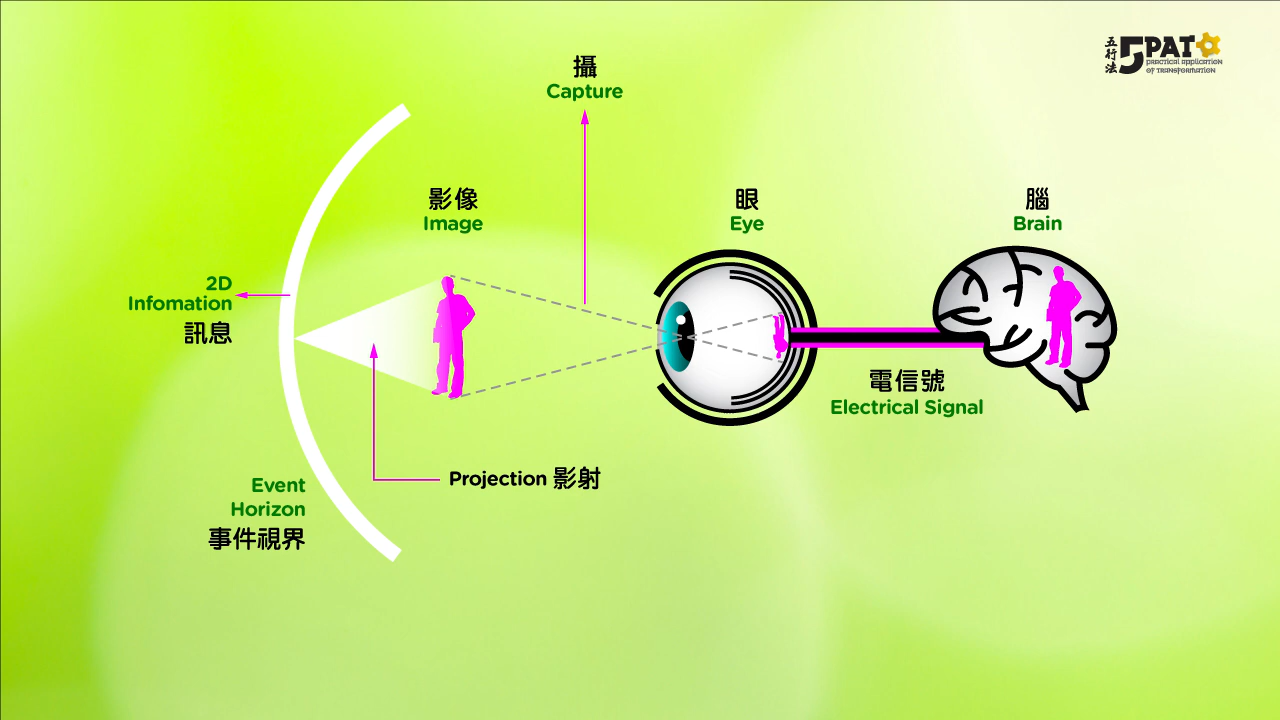 五行法
5PAT
PRACTICAL APPLICATION
OF TRANSFORMATION
攝
Capture
影像
Image
眼
Eye
腦
Brain
2D
Infomation
訊息
電信號
Electrical Signal
Projection 影射
Event
Horizon
事件視界